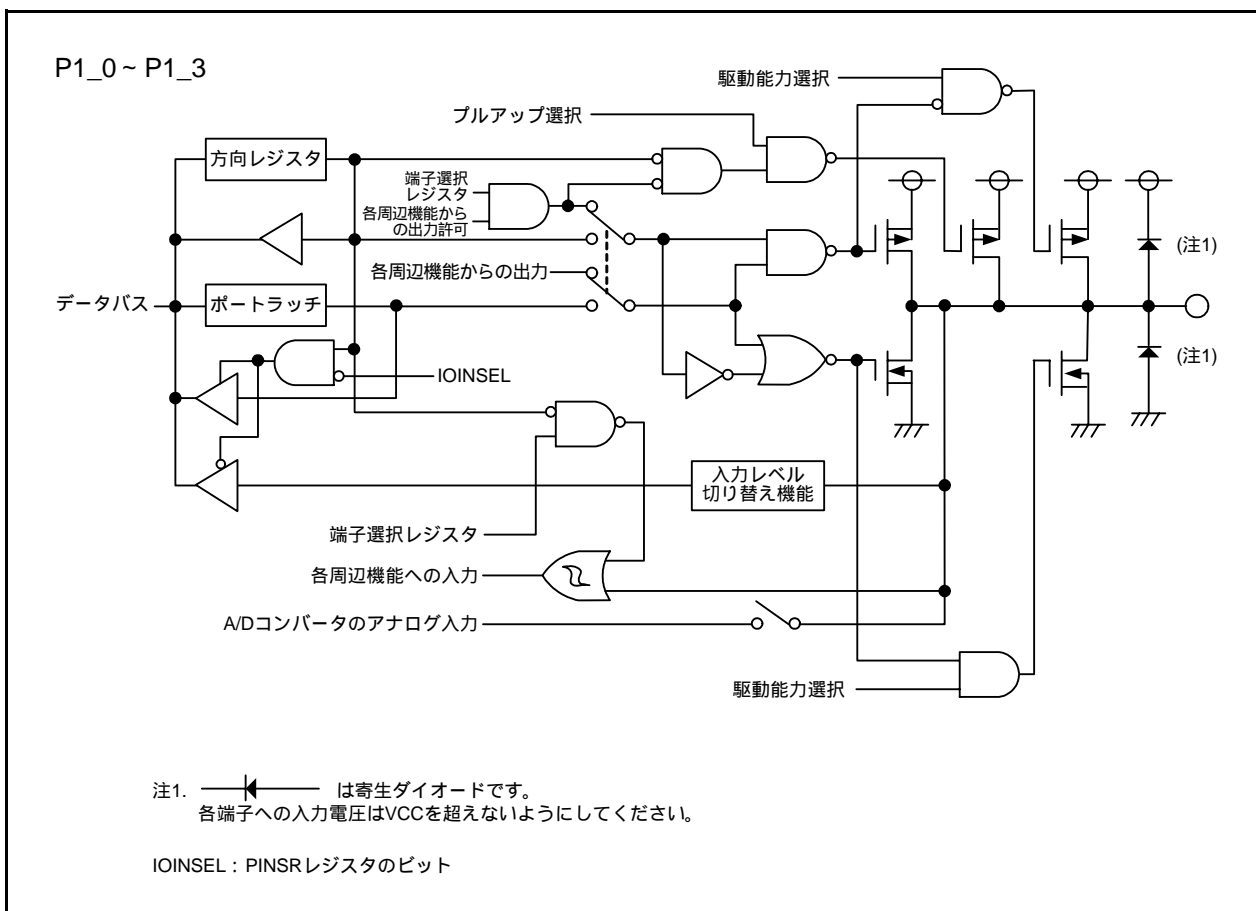 P1_0 ~ P1_3
駆動能力選択
プルアップ選択
方向レジスタ
端子選択
レジスタ
各周辺機能から
の出力許可
(注1)
各周辺機能からの出力
データバス
ポートラッチ
(注1)
IOINSEL
入力レベル
切り替え機能
端子選択レジスタ
各周辺機能への入力
A/Dコンバータのアナログ入力
駆動能力選択
注1. は寄生ダイオードです。
各端子への入力電圧はVCCを超えないようにしてください。
IOINSEL : PINSRレジスタのビット